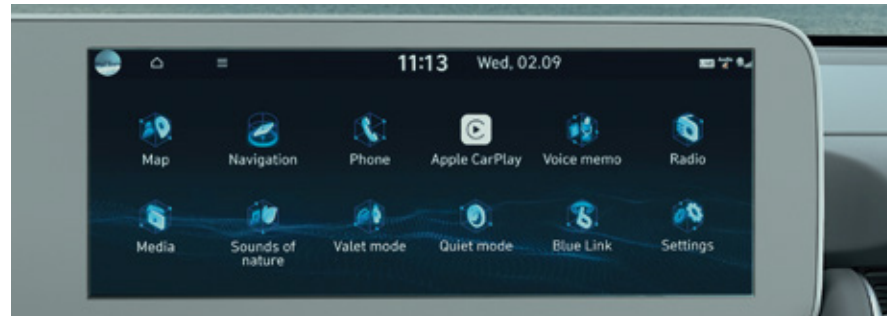 11:13 Wed, 02.09
Map Navigation Phone Apple CarPlay Voice memo Radio
Media Sounds of nature Valet mode Quiet mode Blue Link Settings